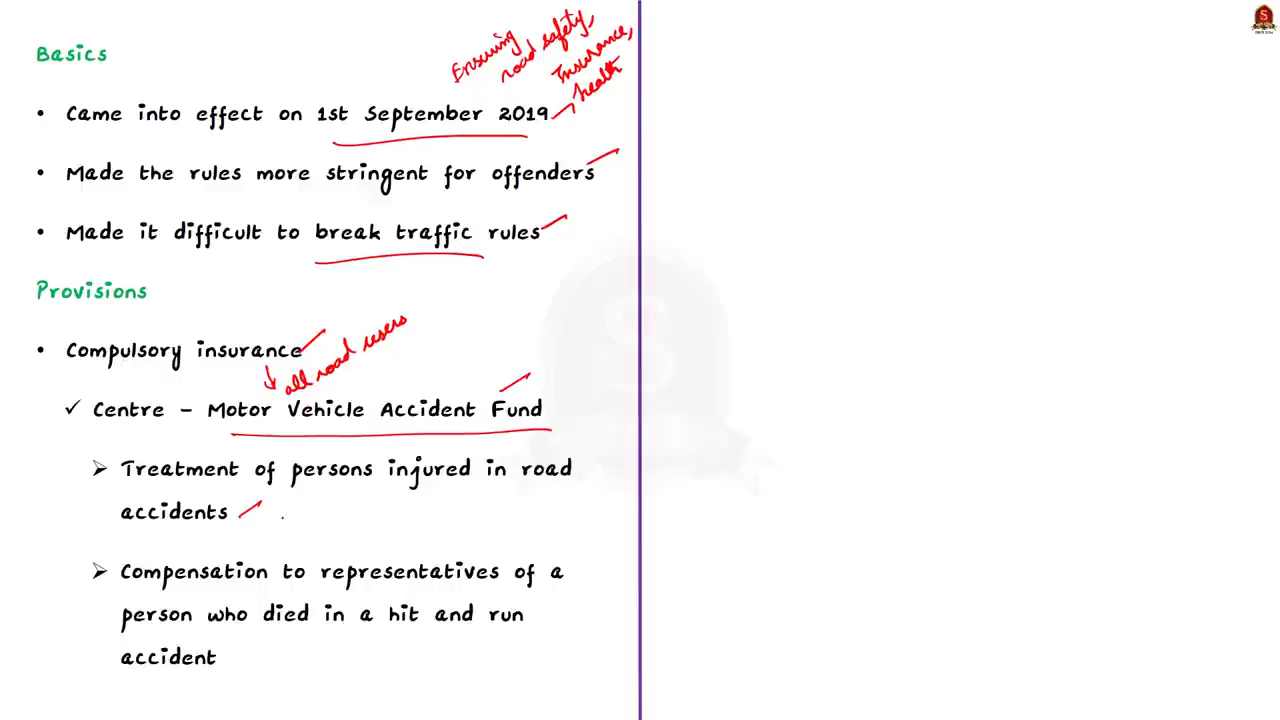 Basics
Ensuring
road safety,
Insurance,
health
• Came into effect on 1st September 2019
• Made the rules more stringent for offenders
• Made it difficult to break traffic rules
Provisions
• Compulsory insurance
all road users
✓ Centre – Motor Vehicle Accident Fund
➢ Treatment of persons injured in road
accidents
➢ Compensation to representatives of a
person who died in a hit and run
accident